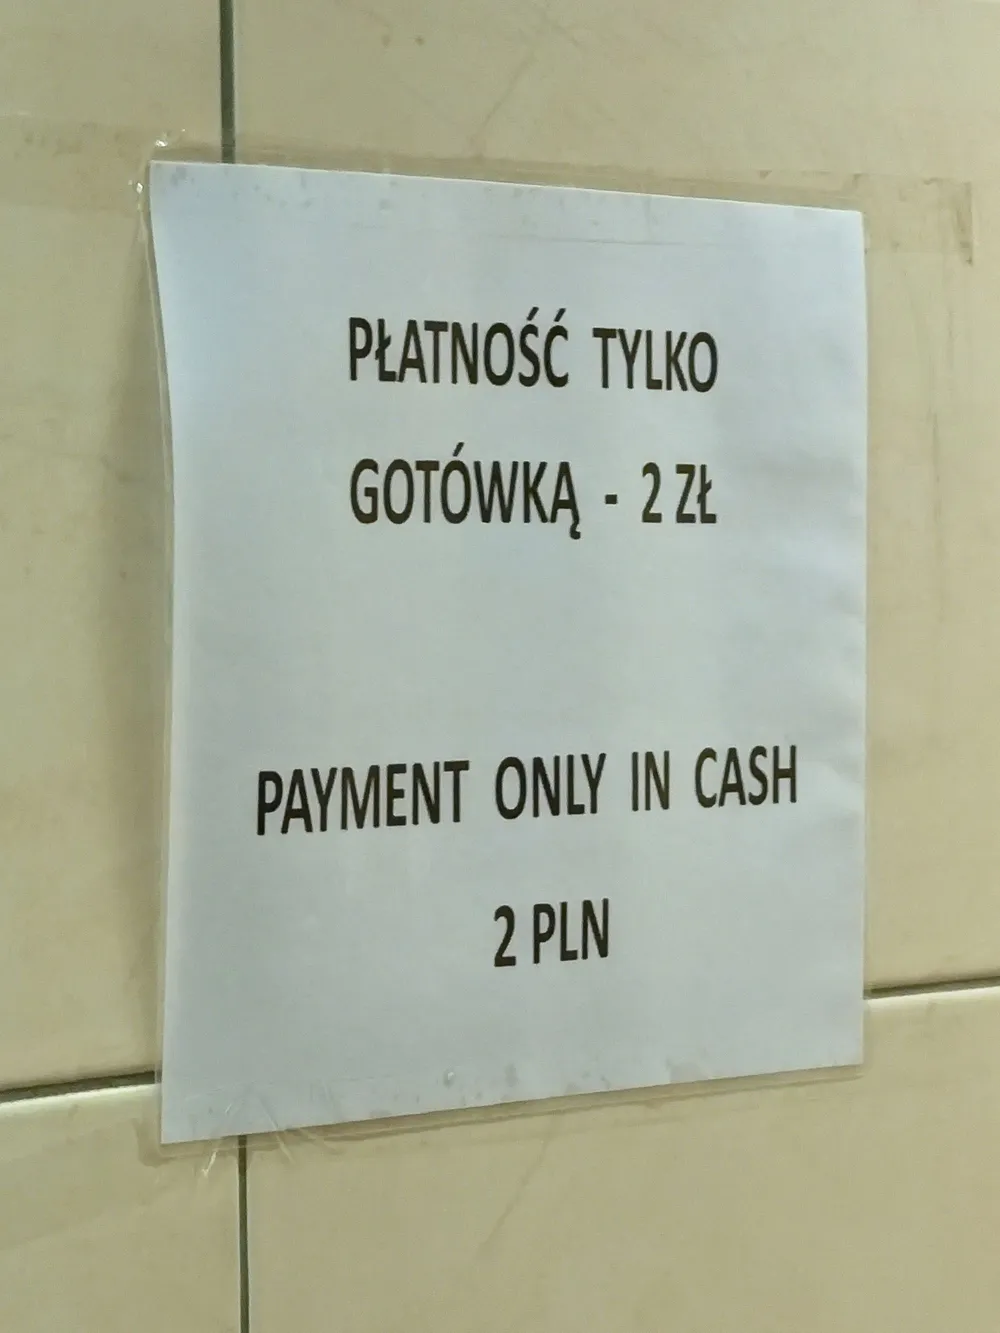 PŁATNOŚĆ TYLKO
GOTÓWKĄ - 2 ZŁ
PAYMENT ONLY IN CASH
2 PLN